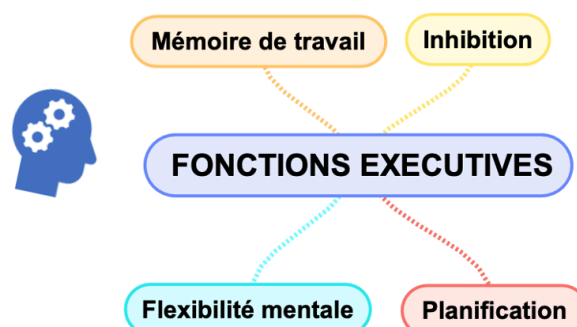 Mémoire de travail
Inhibition
FONCTIONS EXECUTIVES
Flexibilité mentale
Planification